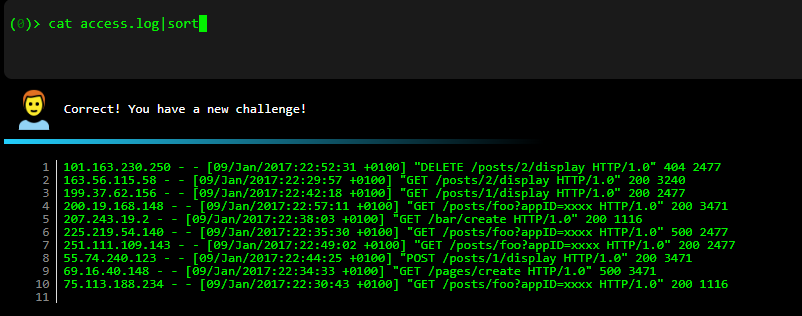 (0)> cat access.log|sort
Correct! You have a new challenge!
1 101.163.230.250 - - [09/Jan/2017:22:52:31 +0100] "DELETE /posts/2/display HTTP/1.0" 404 2477
2 163.56.115.58 - - [09/Jan/2017:22:29:57 +0100] "GET /posts/2/display HTTP/1.0" 200 3240
3 199.37.62.156 - - [09/Jan/2017:22:42:18 +0100] "GET /posts/1/display HTTP/1.0" 200 2477
4 200.19.168.148 - - [09/Jan/2017:22:57:11 +0100] "GET /posts/foo?appID=xxxx HTTP/1.0" 200 3471
5 207.243.19.2 - - [09/Jan/2017:22:38:03 +0100] "GET /bar/create HTTP/1.0" 200 1116
6 225.219.54.140 - - [09/Jan/2017:22:35:30 +0100] "GET /posts/foo?appID=xxxx HTTP/1.0" 500 2477
7 251.111.109.143 - - [09/Jan/2017:22:49:02 +0100] "GET /posts/foo?appID=xxxx HTTP/1.0" 200 2477
8 55.74.240.123 - - [09/Jan/2017:22:44:25 +0100] "POST /posts/1/display HTTP/1.0" 200 3471
9 69.16.40.148 - - [09/Jan/2017:22:34:33 +0100] "GET /pages/create HTTP/1.0" 500 3471
10 75.113.188.234 - - [09/Jan/2017:22:30:43 +0100] "GET /posts/foo?appID=xxxx HTTP/1.0" 200 1116
11